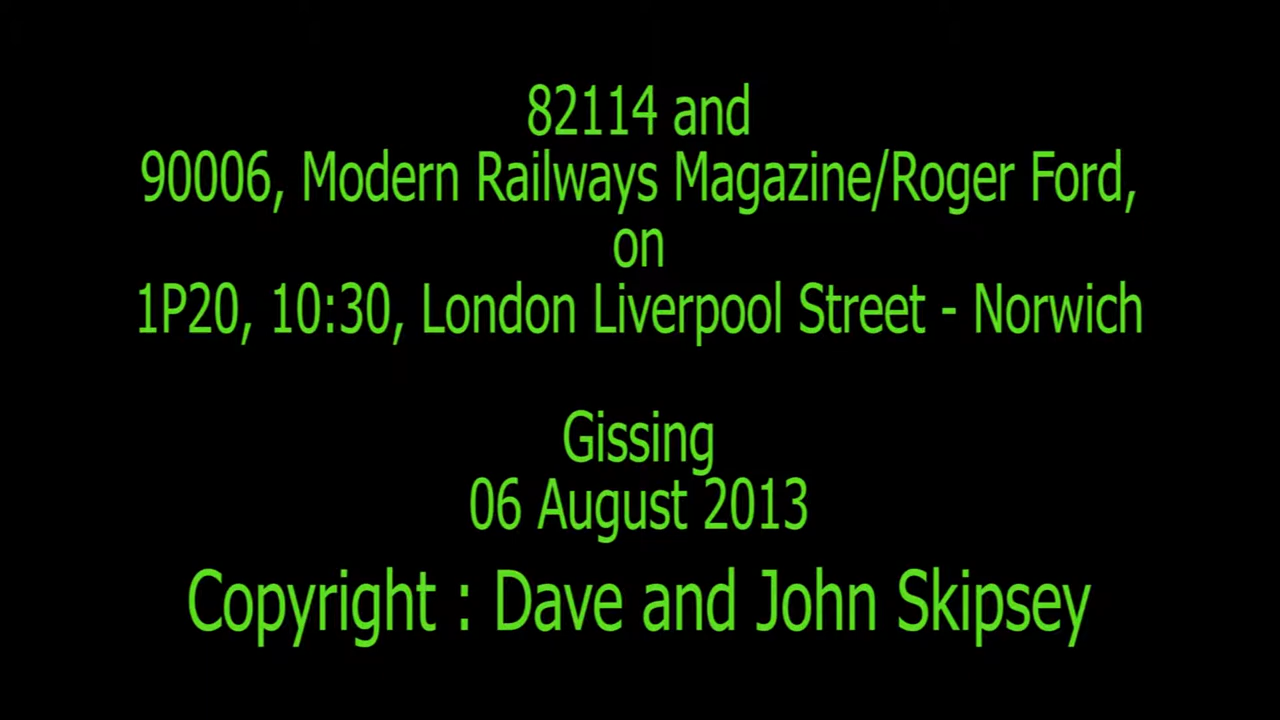 82114 and
90006, Modern Railways Magazine/Roger Ford,
on
1P20, 10:30, London Liverpool Street - Norwich
Gissing
06 August 2013
Copyright : Dave and John Skipsey